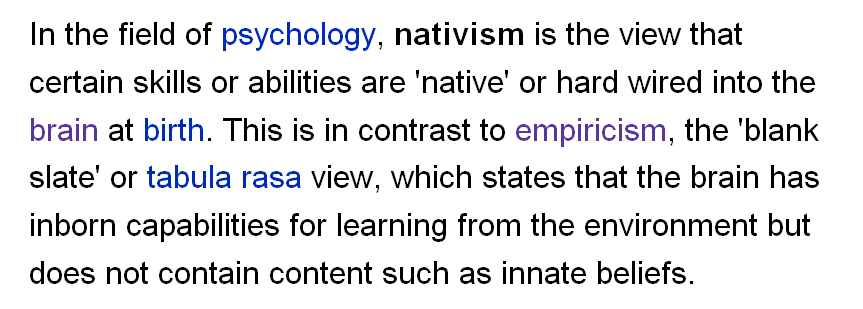 In the field of psychology, nativism is the view that
certain skills or abilities are 'native' or hard wired into the
brain at birth. This is in contrast to empiricism, the 'blank
slate' or tabula rasa view, which states that the brain has
inborn capabilities for learning from the environment but
does not contain content such as innate beliefs.